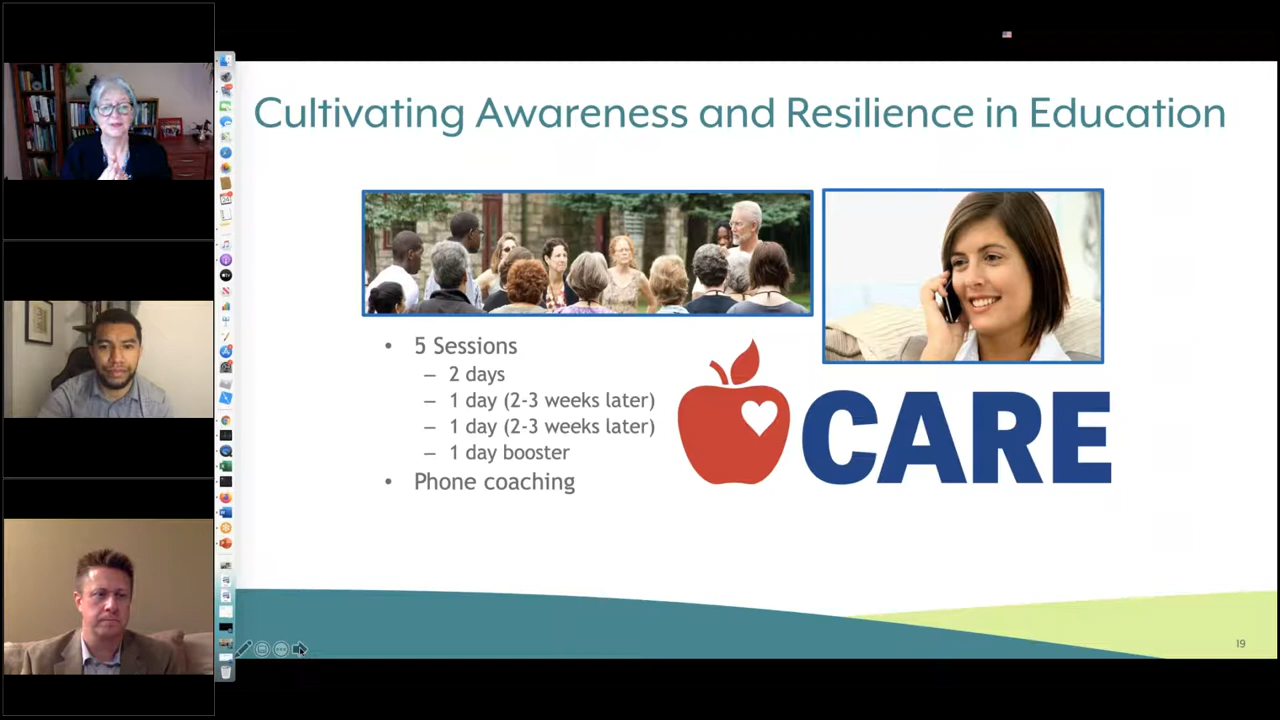 Cultivating Awareness and Resilience in Education
• 5 Sessions
– 2 days
– 1 day (2-3 weeks later)
– 1 day (2-3 weeks later)
– 1 day booster
• Phone coaching
CARE
19